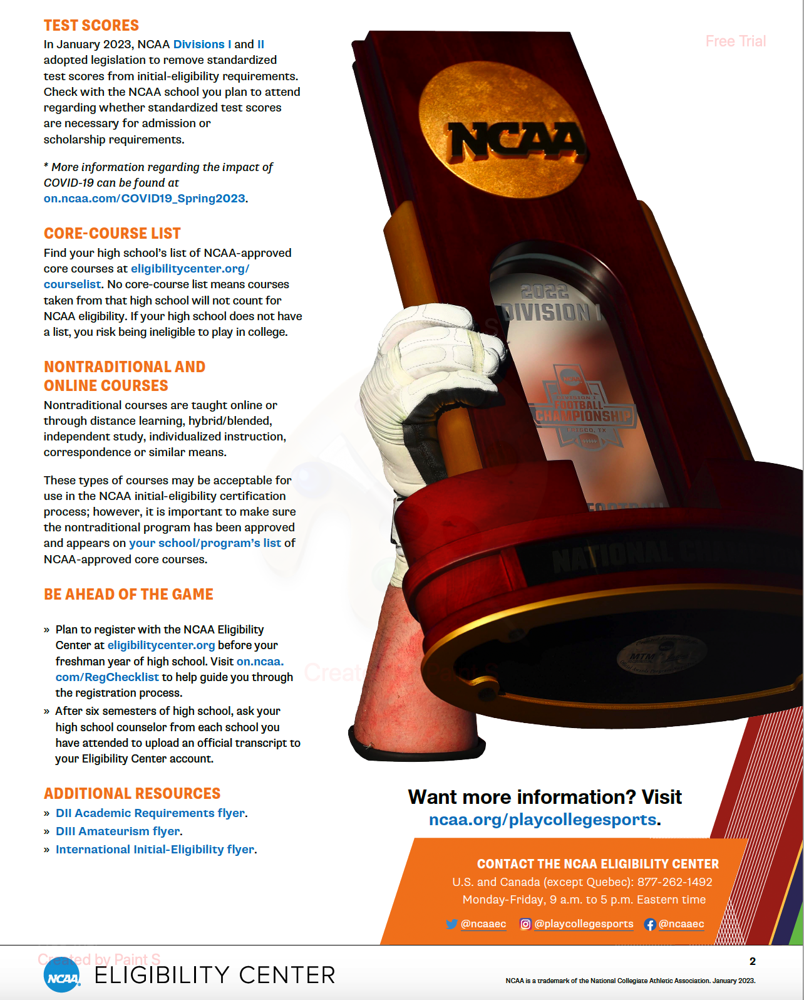 TEST SCORES
In January 2023, NCAA Divisions I and II
adopted legislation to remove standardized
test scores from initial-eligibility requirements.
Check with the NCAA school you plan to attend
regarding whether standardized test scores
are necessary for admission or
scholarship requirements.
* More information regarding the impact of
COVID-19 can be found at
on.ncaa.com/COVID19_Spring2023.
CORE-COURSE LIST
Find your high school's list of NCAA-approved
core courses at eligibilitycenter.org/
courselist. No core-course list means courses
taken from that high school will not count for
NCAA eligibility. If your high school does not have
a list, you risk being ineligible to play in college.
NONTRADITIONAL AND
ONLINE COURSES
Nontraditional courses are taught online or
through distance learning, hybrid/blended,
independent study, individualized instruction,
correspondence or similar means.
These types of courses may be acceptable for
use in the NCAA initial-eligibility certification
process; however, it is important to make sure
the nontraditional program has been approved
and appears on your school/program's list of
NCAA-approved core courses.
BE AHEAD OF THE GAME
» Plan to register with the NCAA Eligibility
Center at eligibilitycenter.org before your
freshman year of high school. Visit on.ncaa.
com/RegChecklist to help guide you through
the registration process.
» After six semesters of high school, ask your
high school counselor from each school you
have attended to upload an official transcript to
your Eligibility Center account.
ADDITIONAL RESOURCES
» DII Academic Requirements flyer.
» DIII Amateurism flyer.
» International Initial-Eligibility flyer.
Free Trial
NCAA
2022
DIVISION I
NCAA
DIVISION I
FOOTBALL
CHAMPIONSHIP
FRISCO, TX
FOOTBALL
NATIONAL CHAMPION
MTM
Created by Paint S
Want more information? Visit
ncaa.org/playcollegesports.
CONTACT THE NCAA ELIGIBILITY CENTER
U.S. and Canada (except Quebec): 877-262-1492
Monday-Friday, 9 a.m. to 5 p.m. Eastern time
@ncaaec @playcollegesports @ncaaec
Created by Paint S
NCAA ELIGIBILITY CENTER
2
NCAA is a trademark of the National Collegiate Athletic Association. January 2023.